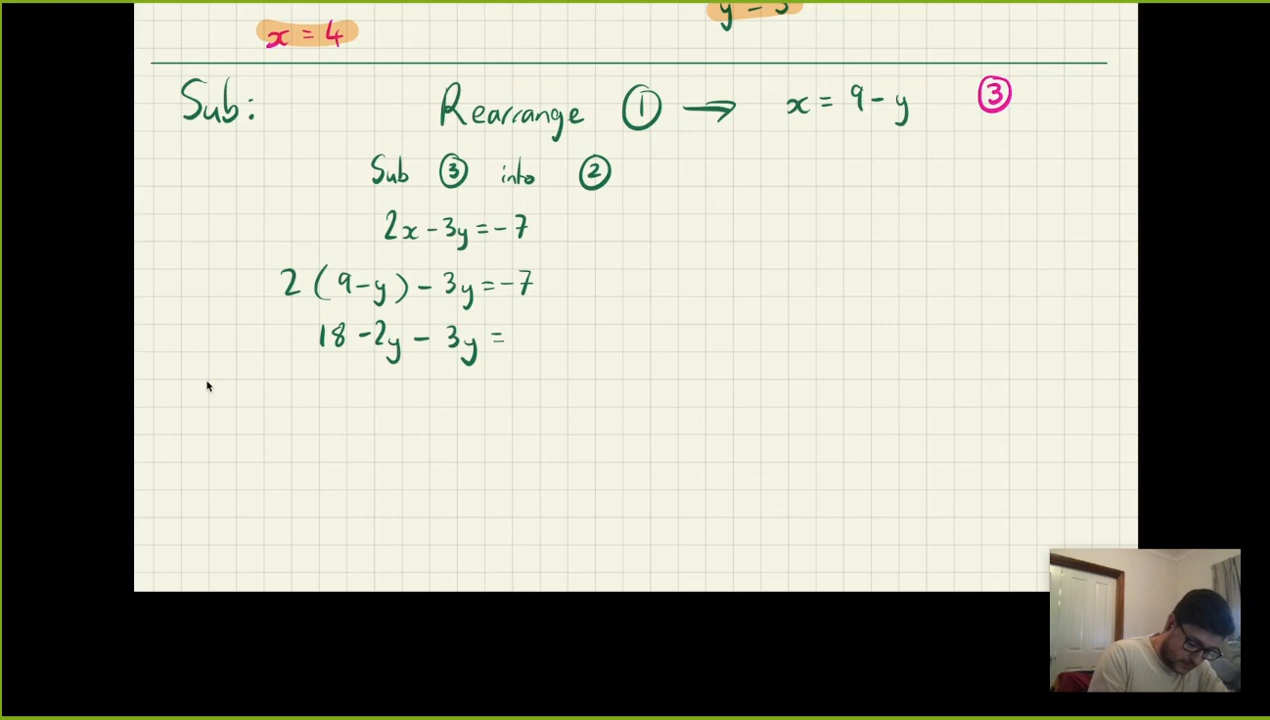 x = 4
y = 5
Sub: Rearrange ① → x = 9 - y ③
Sub ③ into ②
2x - 3y = -7
2 (9 - y) - 3y = -7
18 - 2y - 3y =